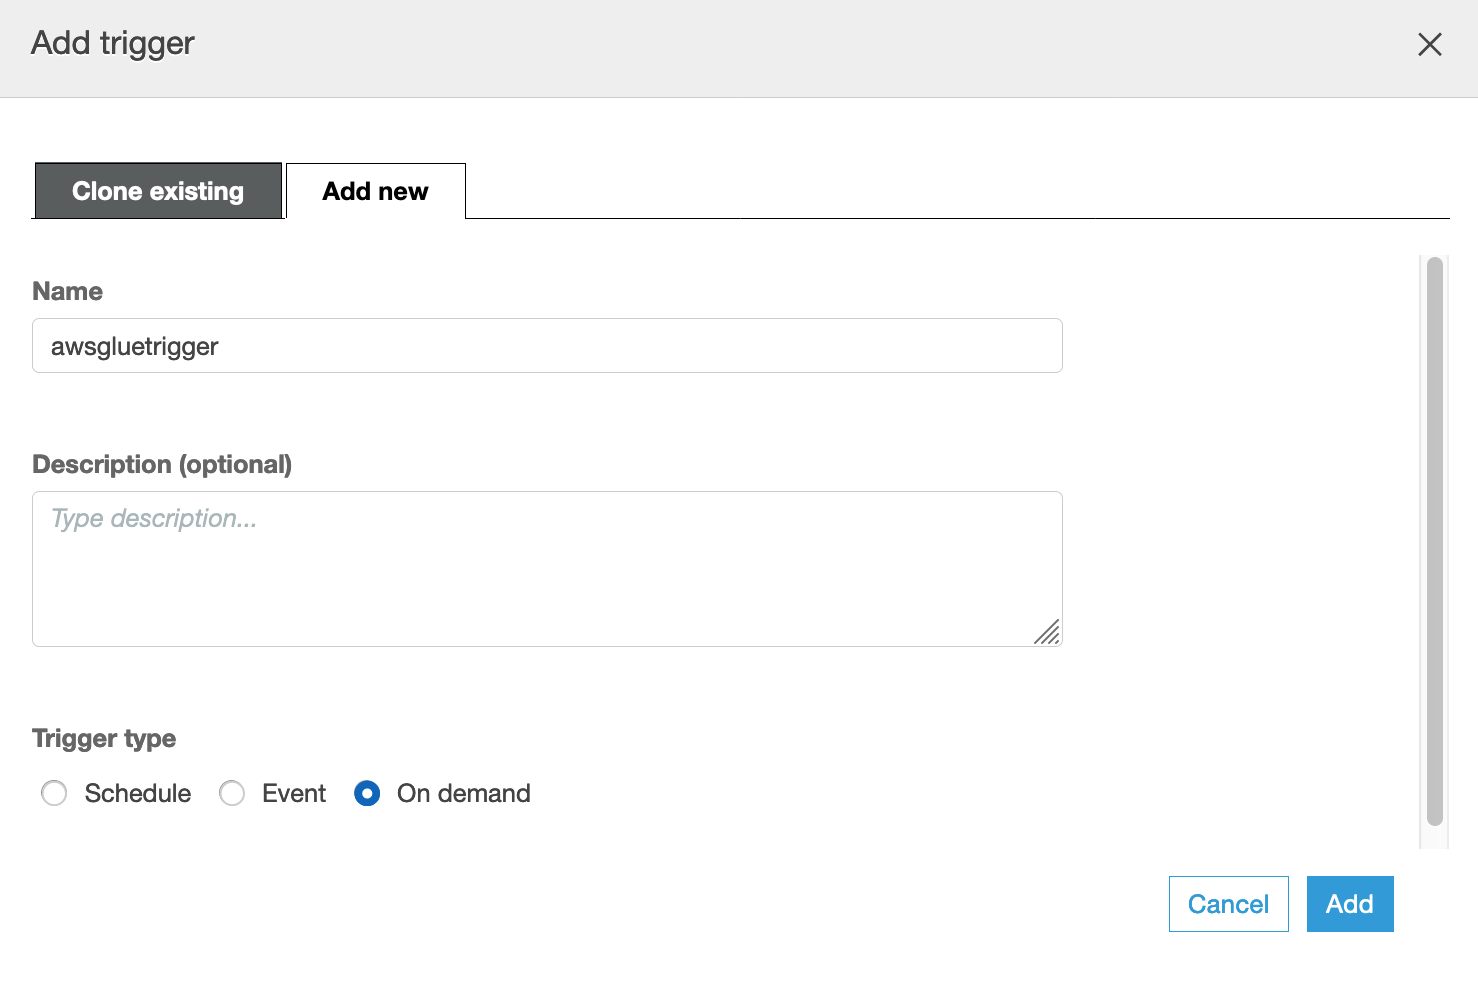 Add trigger
Clone existing
Add new
Name
awsgluetrigger
Description (optional)
Type description...
Trigger type
Schedule Event On demand
Cancel Add